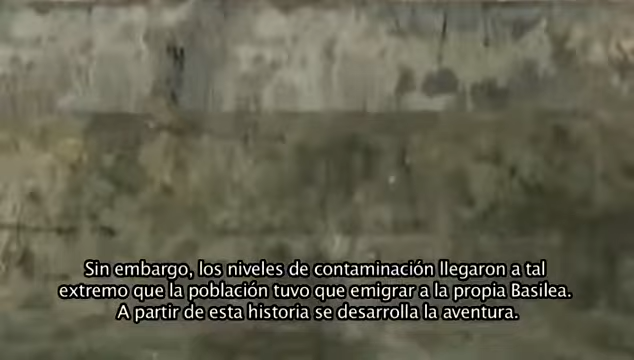 Sin embargo, los niveles de contaminación llegaron a tal
extremo que la población tuvo que emigrar a la propia Basilea.
A partir de esta historia se desarrolla la aventura.